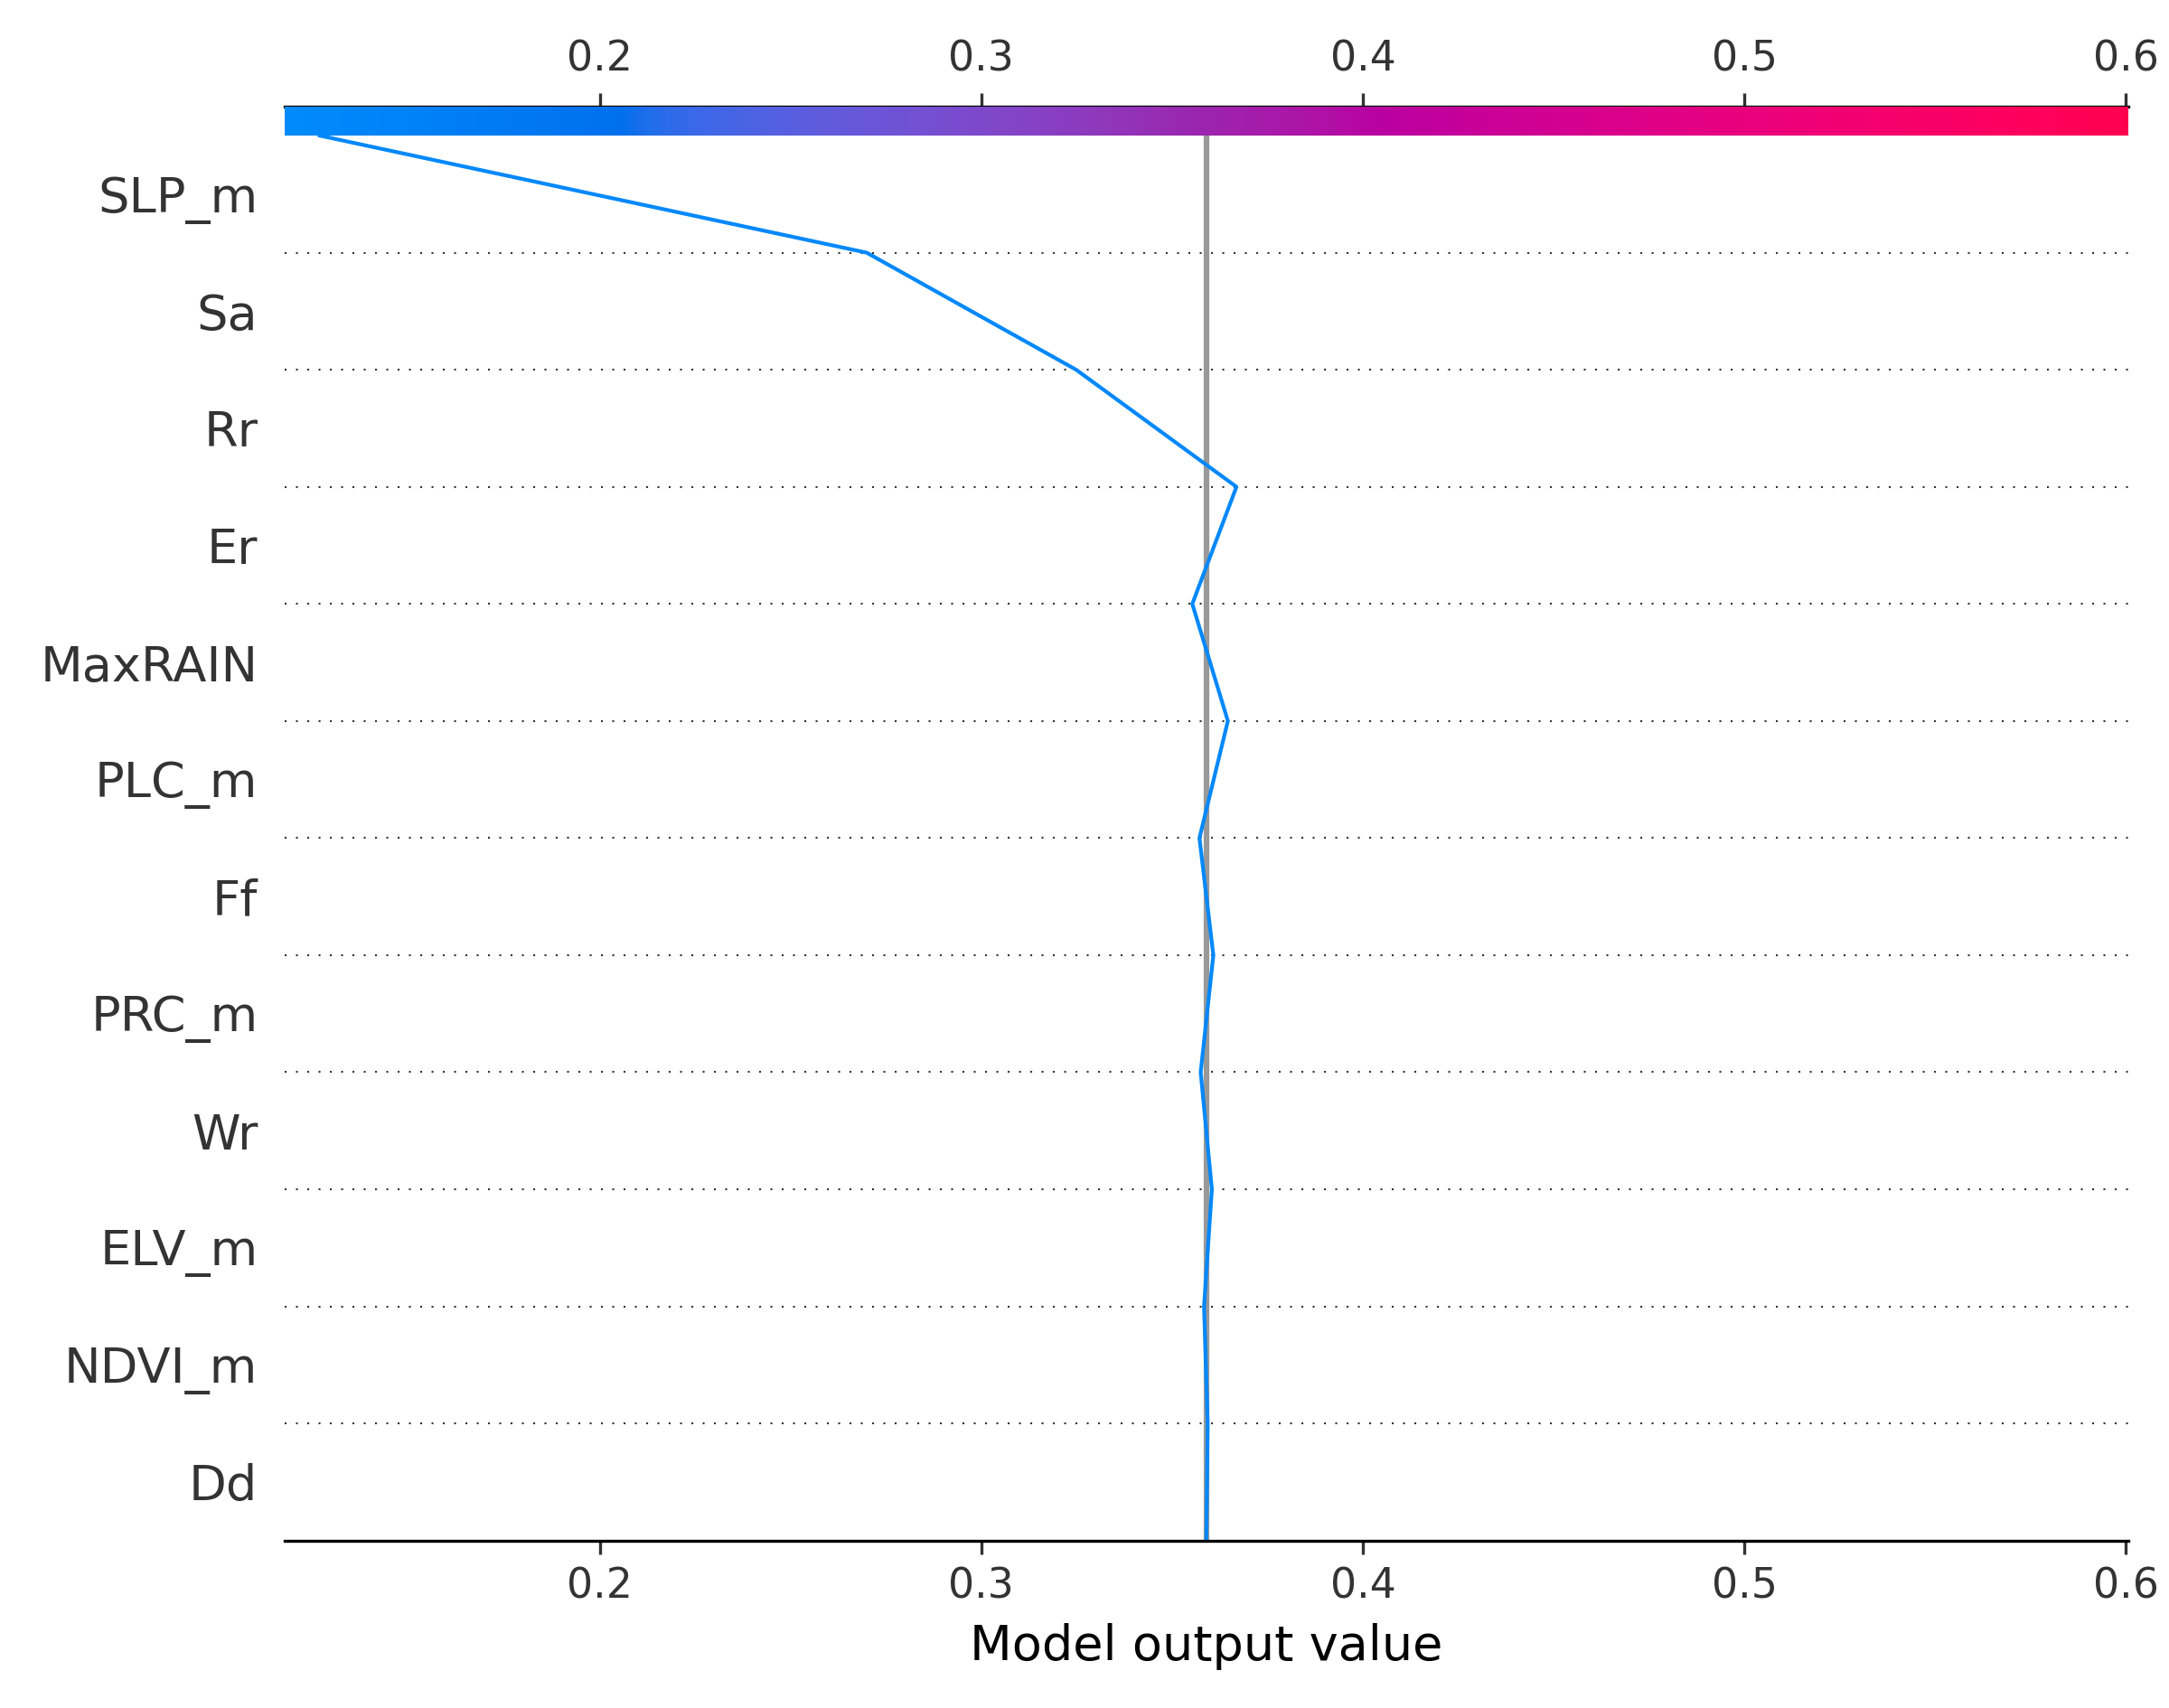 0.2 0.3 0.4 0.5 0.6
SLP_m
Sa
Rr
Er
MaxRAIN
PLC_m
Ff
PRC_m
Wr
ELV_m
NDVI_m
Dd
0.2 0.3 0.4 0.5 0.6
Model output value